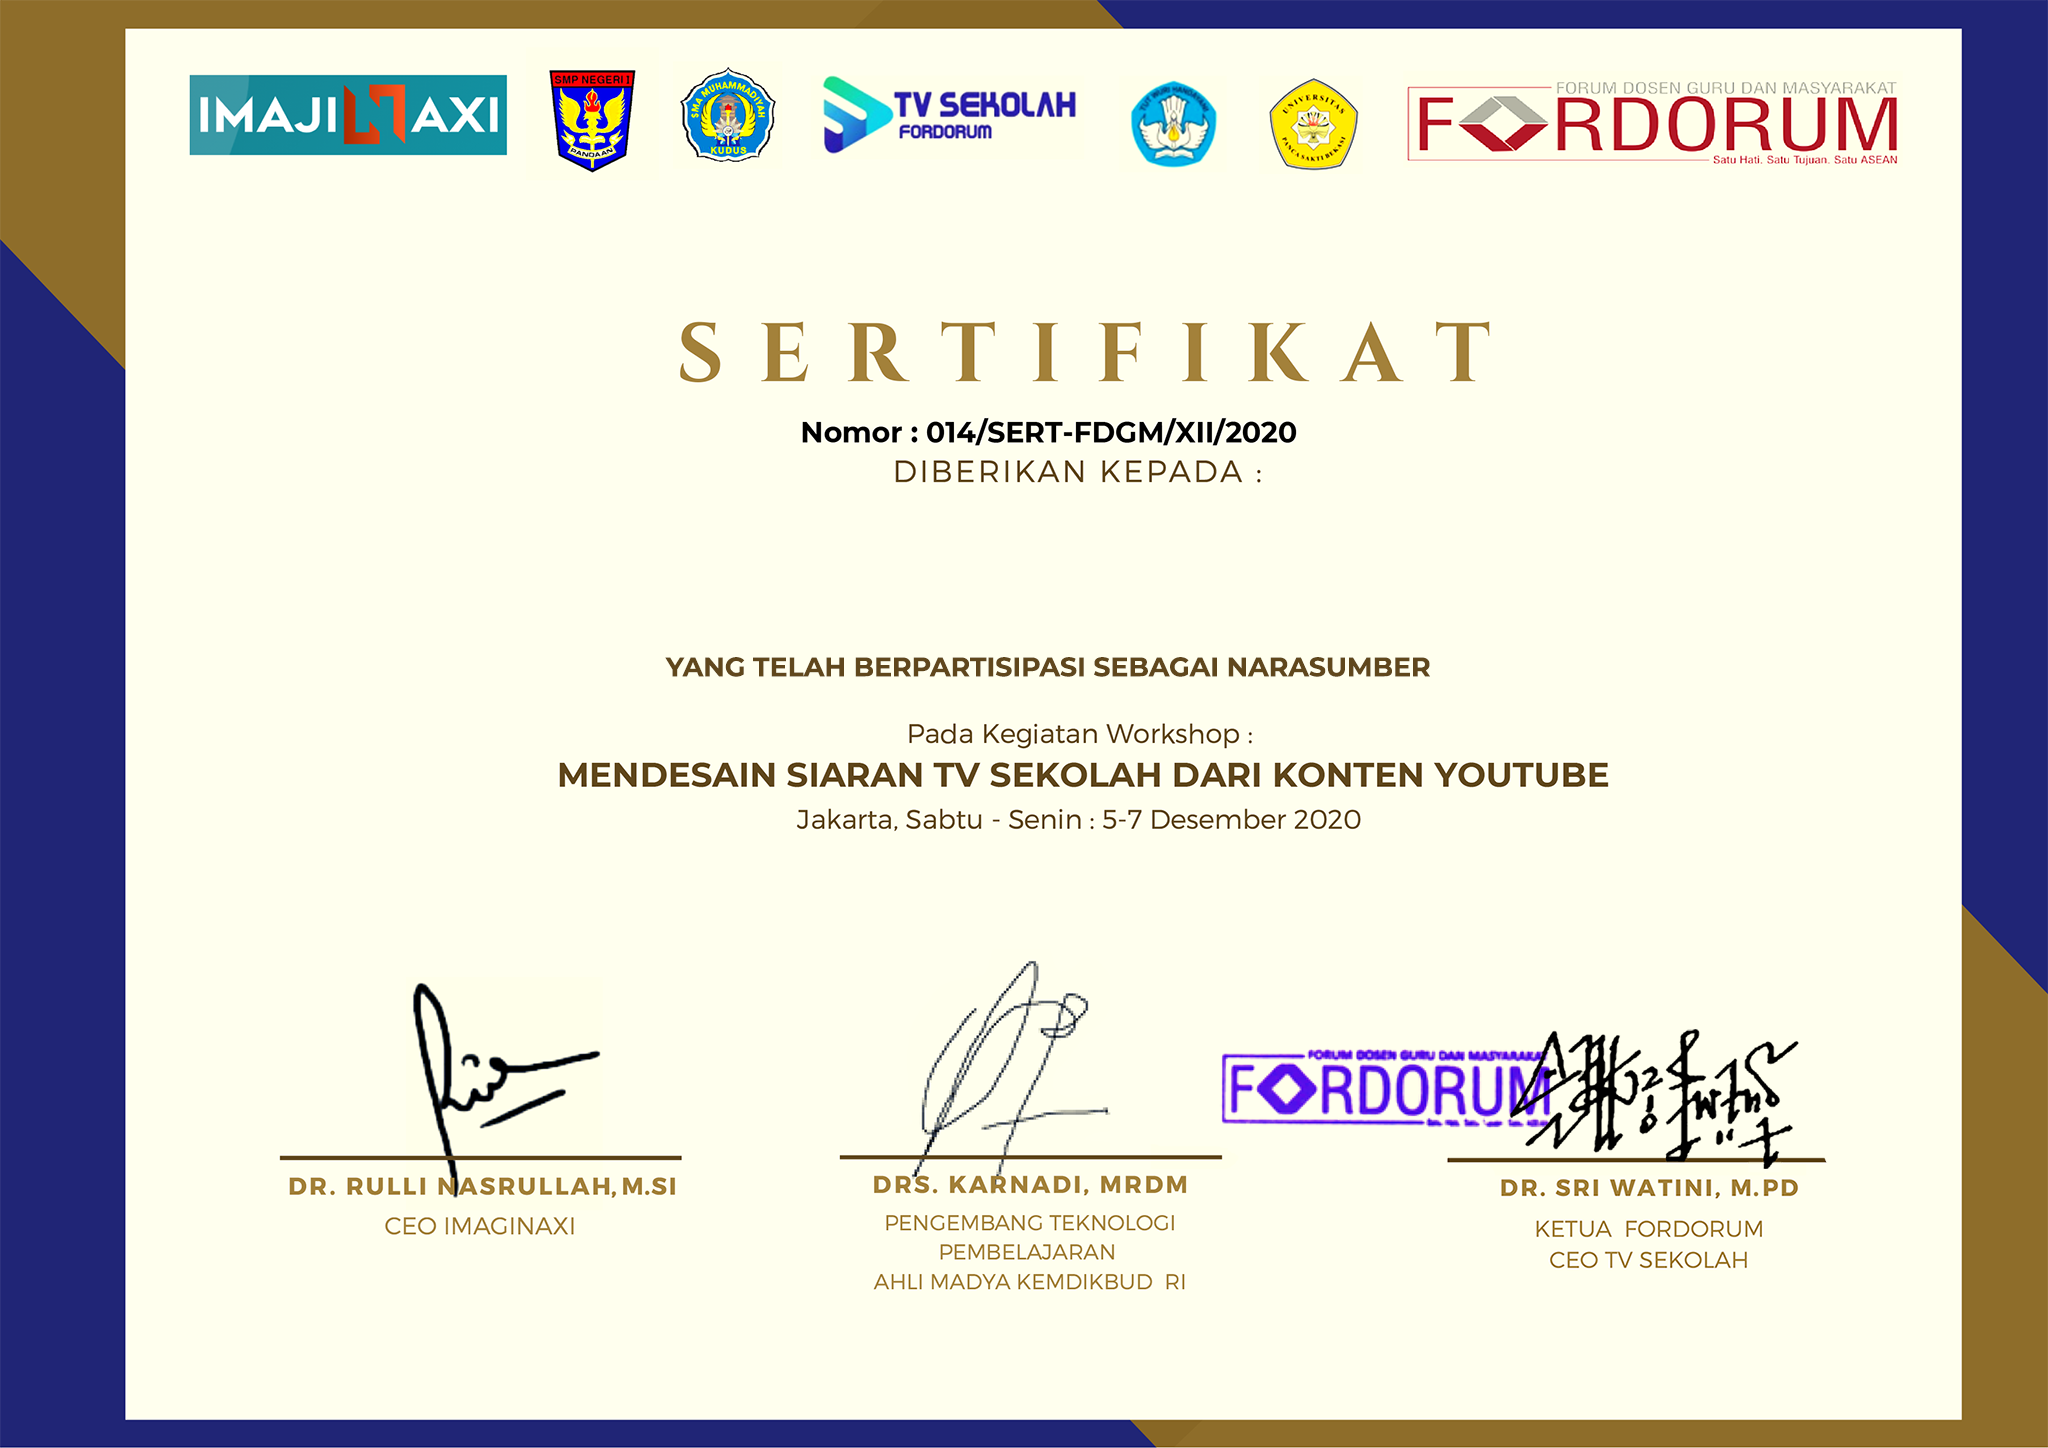 IMAJI AXI
SMP NEGERI 1
PANDAAN
SMA MUHAMMADIYAH
KUDUS
TV SEKOLAH
FORDORUM
TUT WURI HANDAYANI
UNIVERSITAS
PANCA SAKTI BEKASI
FORUM DOSEN GURU DAN MASYARAKAT
FORDORUM
Satu Hati. Satu Tujuan. Satu ASEAN
SERTIFIKAT
Nomor : 014/SERT-FDGM/XII/2020
DIBERIKAN KEPADA :
YANG TELAH BERPARTISIPASI SEBAGAI NARASUMBER
Pada Kegiatan Workshop :
MENDESAIN SIARAN TV SEKOLAH DARI KONTEN YOUTUBE
Jakarta, Sabtu - Senin : 5-7 Desember 2020
FORUM DOSEN GURU DAN MASYARAKAT
FORDORUM
DR. RULLI NASRULLAH, M.SI
CEO IMAGINAXI
DRS. KARNADI, MRDM
PENGEMBANG TEKNOLOGI
PEMBELAJARAN
AHLI MADYA KEMDIKBUD RI
DR. SRI WATINI, M.PD
KETUA FORDORUM
CEO TV SEKOLAH